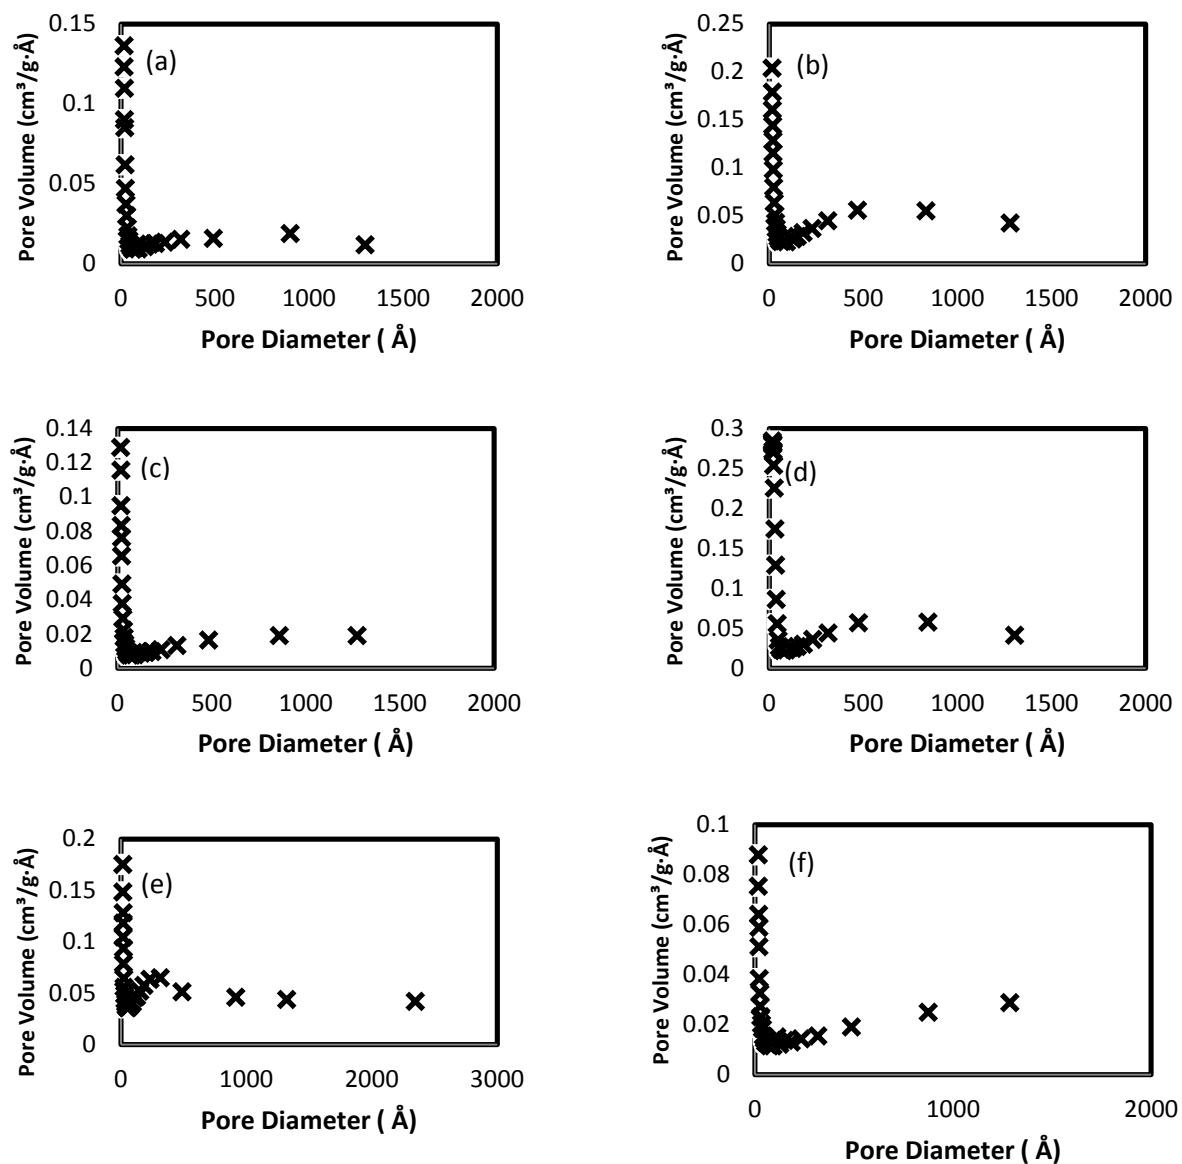 0.15
0.1
0.05
0
(a)
Pore Volume (cm³/g·Å)
0 500 1000 1500 2000
Pore Diameter ( Å)
0.25
0.2
0.15
0.1
0.05
0
(b)
Pore Volume (cm³/g·Å)
0 500 1000 1500 2000
Pore Diameter ( Å)
0.14
0.12
0.1
0.08
0.06
0.04
0.02
0
(c)
Pore Volume (cm³/g·Å)
0 500 1000 1500 2000
Pore Diameter ( Å)
0.3
0.25
0.2
0.15
0.1
0.05
0
(d)
Pore Volume (cm³/g·Å)
0 500 1000 1500 2000
Pore Diameter ( Å)
0.2
0.15
0.1
0.05
0
(e)
Pore Volume (cm³/g·Å)
0 1000 2000 3000
Pore Diameter ( Å)
0.1
0.08
0.06
0.04
0.02
0
(f)
Pore Volume (cm³/g·Å)
0 1000 2000
Pore Diameter ( Å)